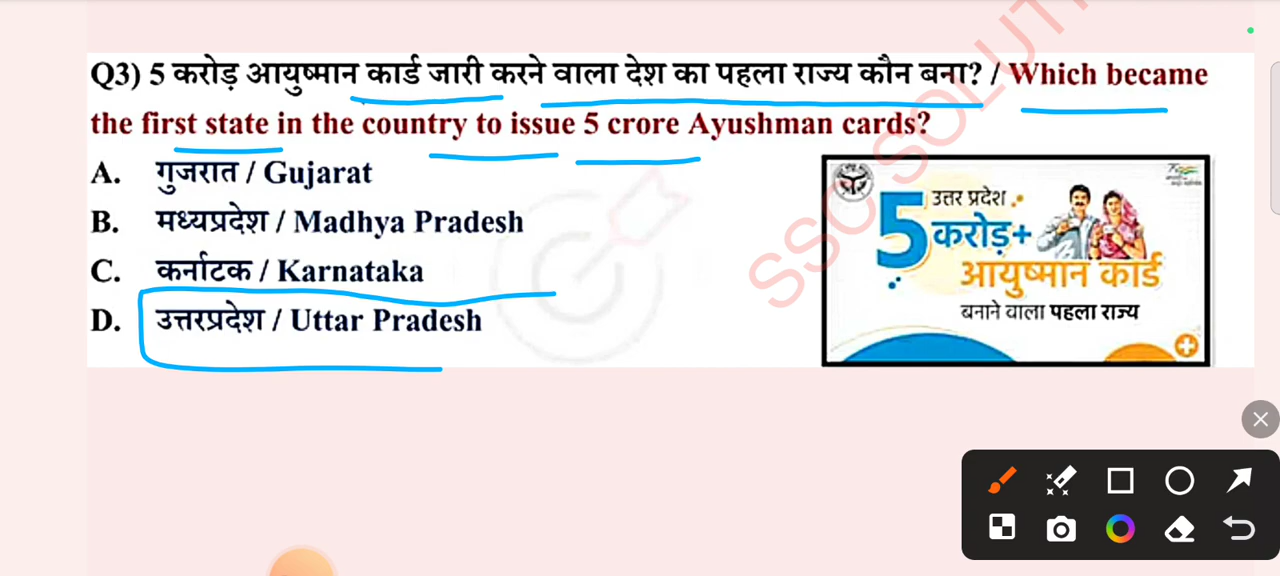 Q3) 5 करोड़ आयुष्मान कार्ड जारी करने वाला देश का पहला राज्य कौन बना? / Which became
the first state in the country to issue 5 crore Ayushman cards?
A. गुजरात / Gujarat
B. मध्यप्रदेश / Madhya Pradesh
C. कर्नाटक / Karnataka
D. उत्तरप्रदेश / Uttar Pradesh
उत्तर प्रदेश
5 करोड़+
आयुष्मान कार्ड
बनाने वाला पहला राज्य
SSC SOLUTI